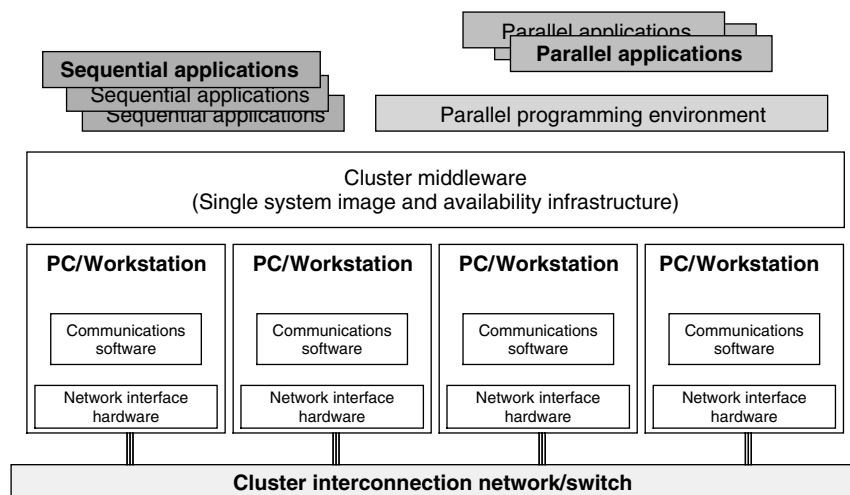 Parallel applications
Parallel applications
Sequential applications
Sequential applications
Sequential applications
Parallel programming environment
Cluster middleware
(Single system image and availability infrastructure)
PC/Workstation
PC/Workstation
PC/Workstation
PC/Workstation
Communications
software
Communications
software
Communications
software
Communications
software
Network interface
hardware
Network interface
hardware
Network interface
hardware
Network interface
hardware
Cluster interconnection network/switch